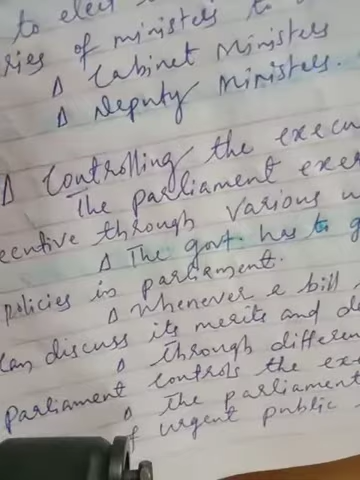 to elect
ries of ministers to
Δ Cabinet Ministers
Δ Deputy Ministers.
Δ Controlling the execu
The parliament exer
ecutive through various w
Δ The govt. has to g
policies in parliament.
Δ Whenever a bill
can discuss its merits and de
Δ Through differen
parliament controls the exe
Δ The parliament
of urgent public